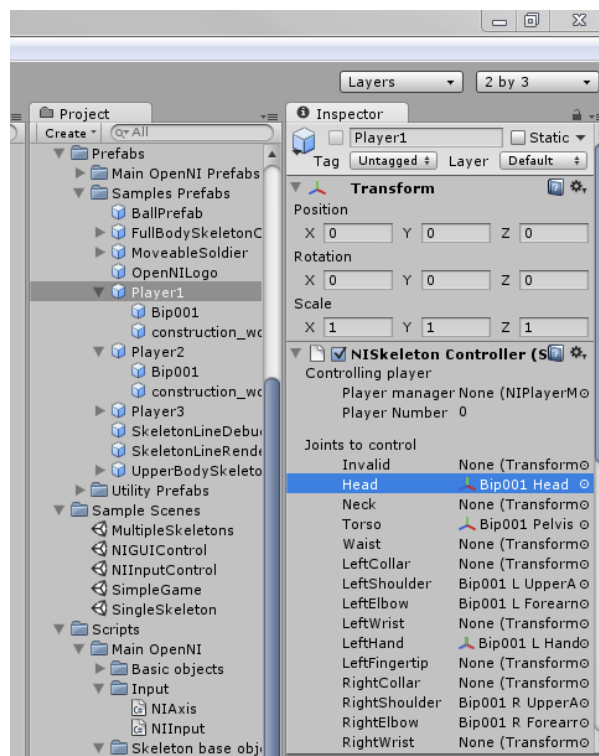 Layers
2 by 3
Project
Create
All
Prefabs
Main OpenNI Prefabs
Samples Prefabs
BallPrefab
FullBodySkeletonC
MoveableSoldier
OpenNILogo
Player1
Bip001
construction_wo
Player2
Bip001
construction_wo
Player3
SkeletonLineDebu
SkeletonLineRende
UpperBodySkeleto
Utility Prefabs
Sample Scenes
MultipleSkeletons
NIGUIControl
NIInputControl
SimpleGame
SingleSkeleton
Scripts
Main OpenNI
Basic objects
Input
NIAxis
NIInput
Skeleton base obj
Inspector
Player1 Static
Tag Untagged Layer Default
Transform
Position
X 0 Y 0 Z 0
Rotation
X 0 Y 0 Z 0
Scale
X 1 Y 1 Z 1
NISkeleton Controller (S
Controlling player
Player manager None (NIPlayerM
Player Number 0
Joints to control
Invalid None (Transform
Head Bip001 Head
Neck None (Transform
Torso Bip001 Pelvis
Waist None (Transform
LeftCollar None (Transform
LeftShoulder Bip001 L UpperA
LeftElbow Bip001 L Forearm
LeftWrist None (Transform
LeftHand Bip001 L Hand
LeftFingertip None (Transform
RightCollar None (Transform
RightShoulder Bip001 R UpperA
RightElbow Bip001 R Forearm
RightWrist None (Transform